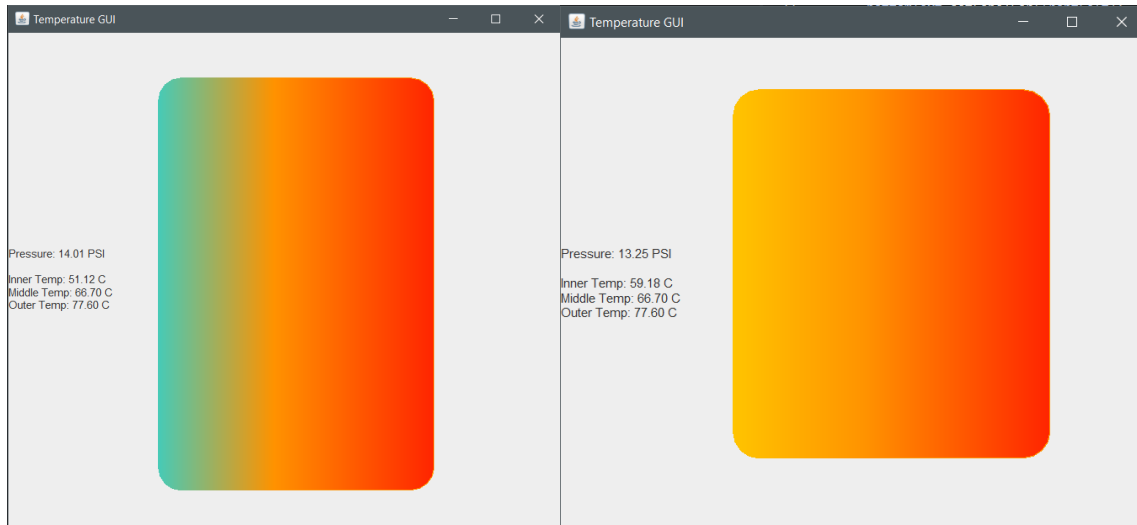 Temperature GUI
Pressure: 14.01 PSI
Inner Temp: 51.12 C
Middle Temp: 66.70 C
Outer Temp: 77.60 C
Temperature GUI
Pressure: 13.25 PSI
Inner Temp: 59.18 C
Middle Temp: 66.70 C
Outer Temp: 77.60 C